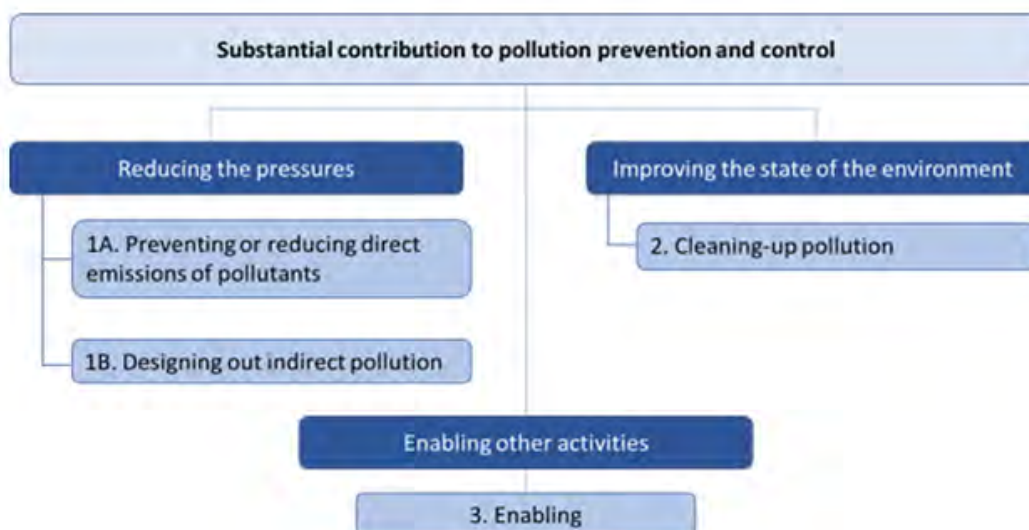 Substantial contribution to pollution prevention and control
Reducing the pressures
Improving the state of the environment
1A. Preventing or reducing direct
emissions of pollutants
2. Cleaning-up pollution
1B. Designing out indirect pollution
Enabling other activities
3. Enabling